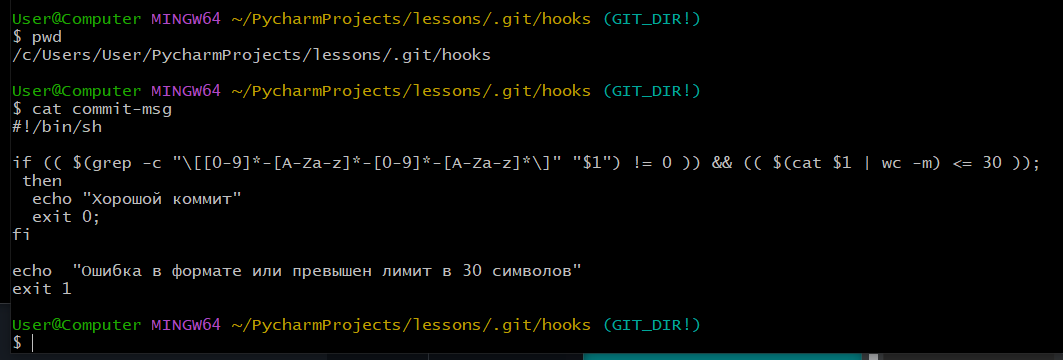 User@Computer MINGW64 ~/PycharmProjects/lessons/.git/hooks (GIT_DIR!)
$ pwd
/c/Users/User/PycharmProjects/lessons/.git/hooks

User@Computer MINGW64 ~/PycharmProjects/lessons/.git/hooks (GIT_DIR!)
$ cat commit-msg
#!/bin/sh

if (( $(grep -c "\[[0-9]*-[A-Za-z]*-[0-9]*-[A-Za-z]*\]" "$1") != 0 )) && (( $(cat $1 | wc -m) <= 30 ));
 then
  echo "Хорошой коммит"
  exit 0;
fi

echo  "Ошибка в формате или превышен лимит в 30 символов"
exit 1

User@Computer MINGW64 ~/PycharmProjects/lessons/.git/hooks (GIT_DIR!)
$